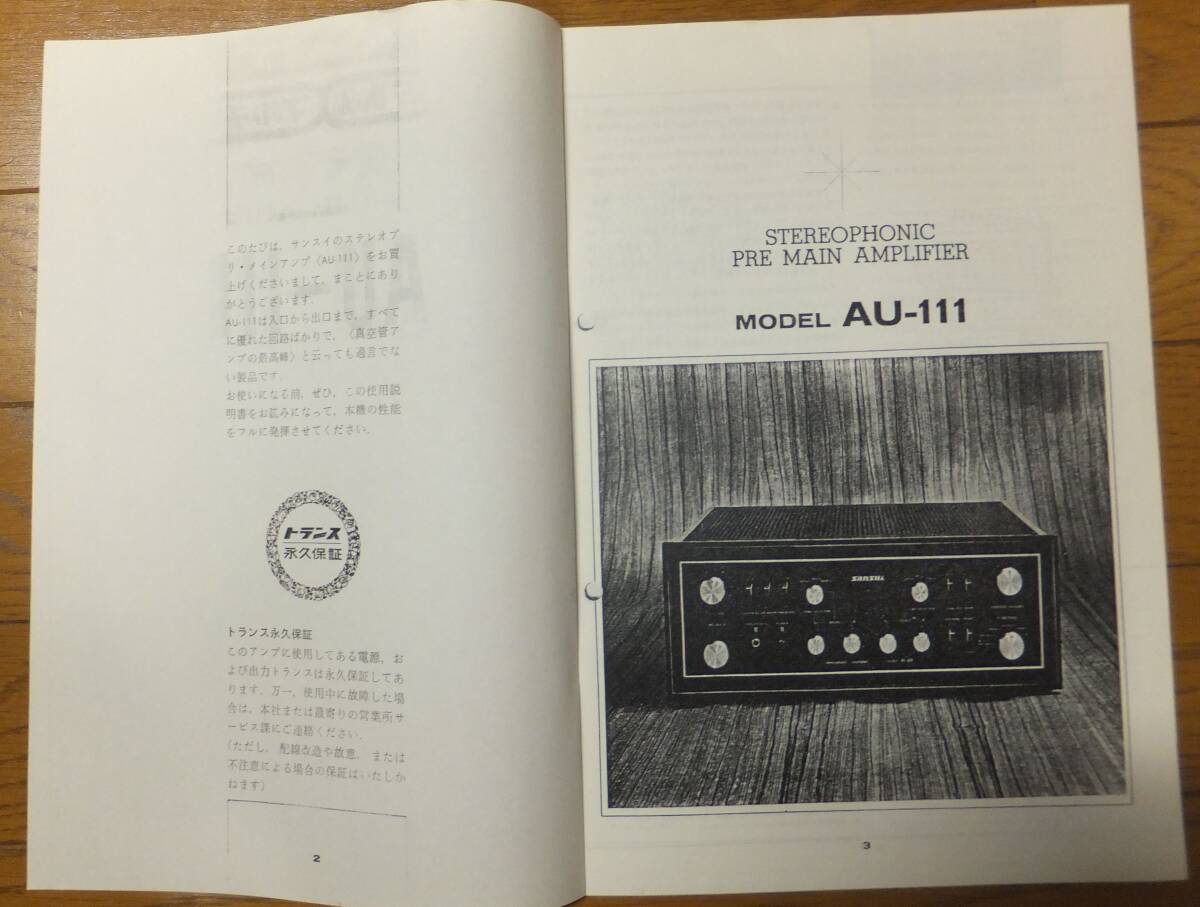 このたびは，サンスイのステレオプ
リ・メインアンプ〈AU-111〉をお買
上げくださいまして，まことにあり
がとうございます．
AU-111は入口から出口まで，すべて
に優れた回路ばかりで，〈真空管ア
ンプの最高峰〉と云っても過言でな
い製品です．
お使いになる前，ぜひ，この使用説
明書をお読みになって，本機の性能
をフルに発揮させてください．
トランス
永久保証
トランス永久保証
このアンプに使用してある電源，お
よび出力トランスは永久保証してあ
ります．万一，使用中に故障した場
合は，本社または最寄りの営業所サ
ービス課にご連絡ください．
(ただし，配線改造や故意，または
不注意による場合の保証はいたしか
ねます)
2
STEREOPHONIC
PRE MAIN AMPLIFIER
MODEL AU-111
SANSUI
3